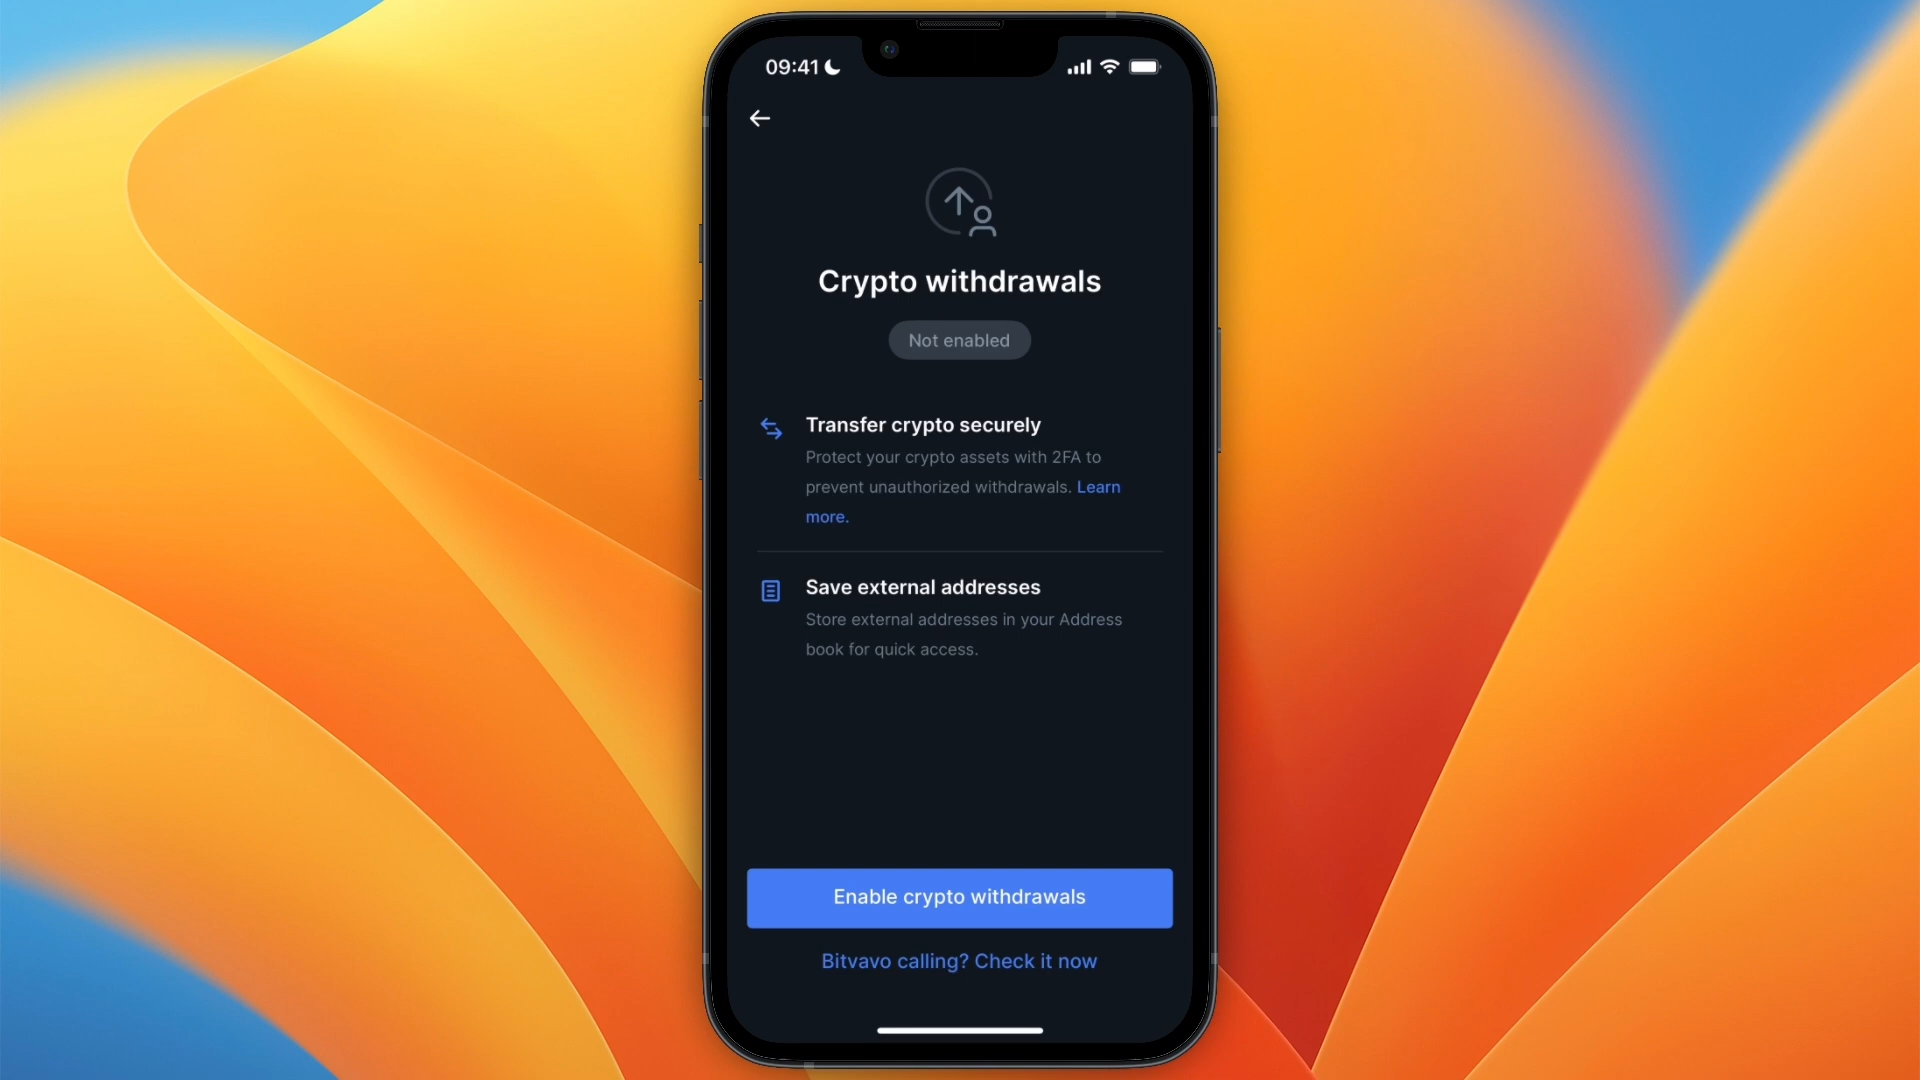 09:41
Crypto withdrawals
Not enabled
Transfer crypto securely
Protect your crypto assets with 2FA to
prevent unauthorized withdrawals. Learn
more.
Save external addresses
Store external addresses in your Address
book for quick access.
Enable crypto withdrawals
Bitvavo calling? Check it now